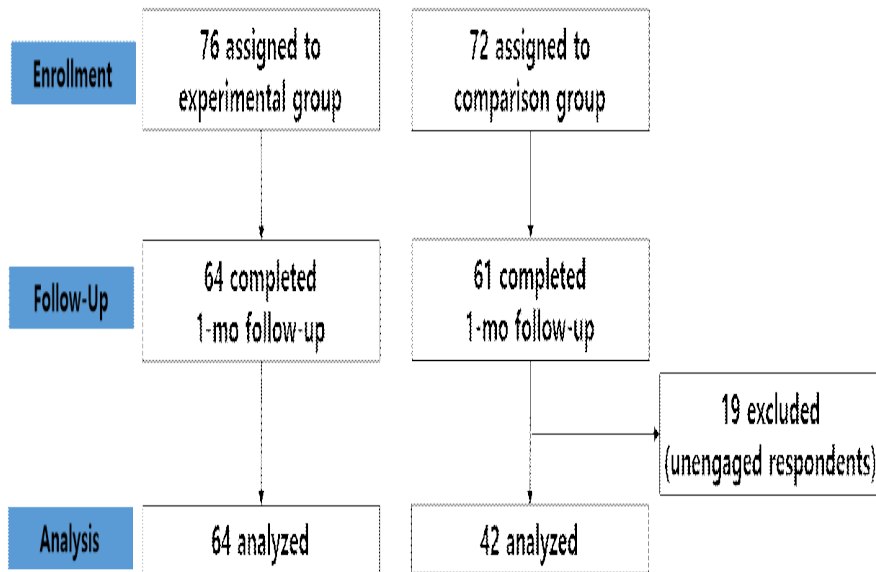 Enrollment
76 assigned to
experimental group
72 assigned to
comparison group
Follow-Up
64 completed
1-mo follow-up
61 completed
1-mo follow-up
19 excluded
(unengaged respondents)
Analysis
64 analyzed
42 analyzed